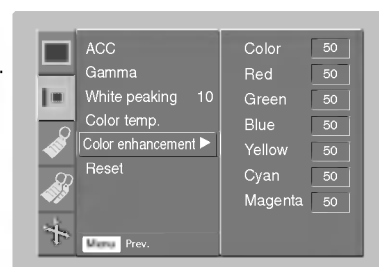 ACC
Gamma
White peaking 10
Color temp.
Color enhancement ▶
Reset
Menu Prev.
Color 50
Red 50
Green 50
Blue 50
Yellow 50
Cyan 50
Magenta 50